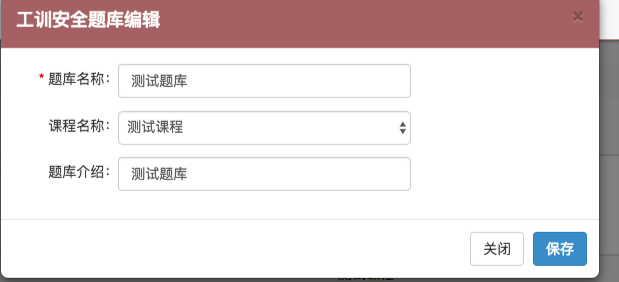 工训安全题库编辑 ×
* 题库名称： 测试题库
课程名称： 测试课程
题库介绍： 测试题库
关闭 保存